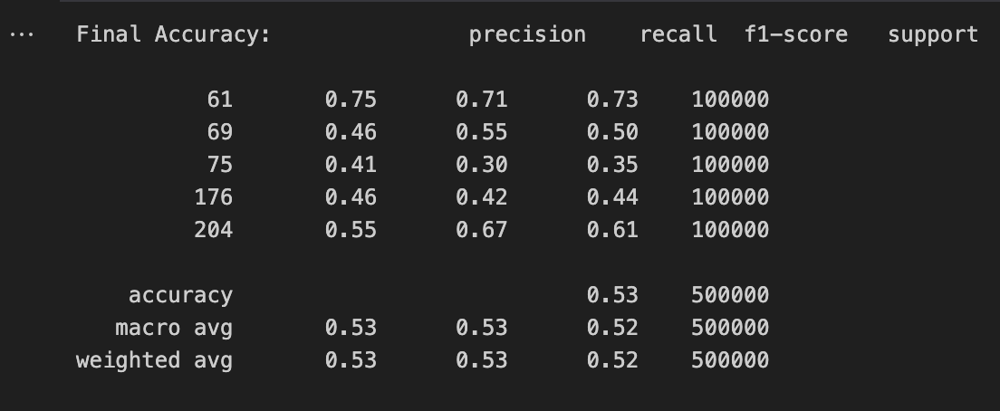 ... Final Accuracy: precision recall f1-score support
61 0.75 0.71 0.73 100000
69 0.46 0.55 0.50 100000
75 0.41 0.30 0.35 100000
176 0.46 0.42 0.44 100000
204 0.55 0.67 0.61 100000
accuracy 0.53 500000
macro avg 0.53 0.53 0.52 500000
weighted avg 0.53 0.53 0.52 500000